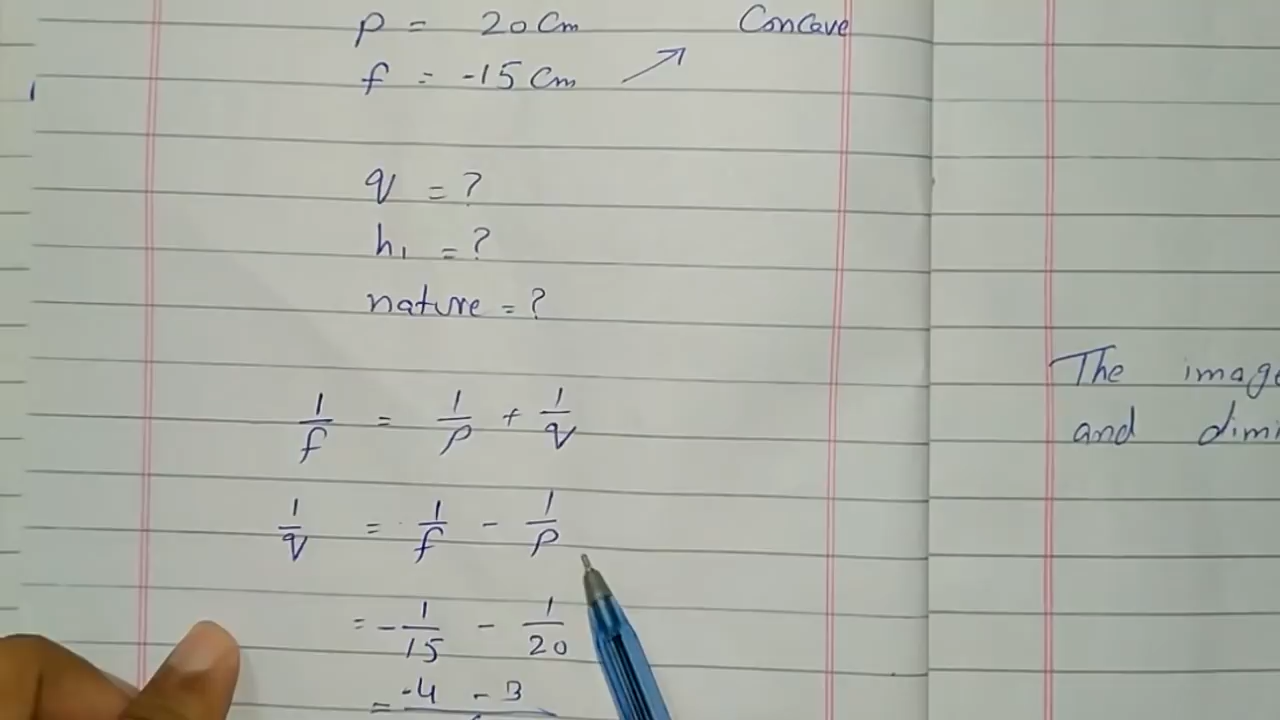 p = 20 Cm Concave
f = -15 Cm
q = ?
h₁ = ?
nature = ?
1/f = 1/p + 1/q
1/q = 1/f - 1/p
= -1/15 - 1/20
= -4 - 3
The image
and